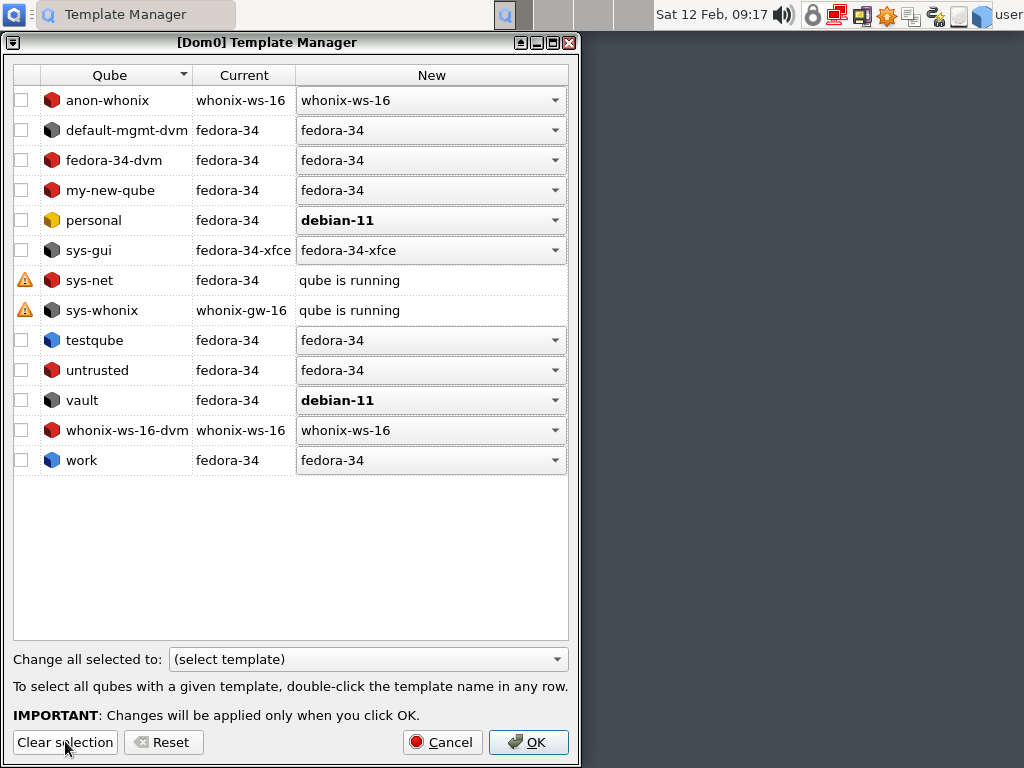 Template Manager
Sat 12 Feb, 09:17
user
[Dom0] Template Manager
Qube Current New
anon-whonix whonix-ws-16 whonix-ws-16
default-mgmt-dvm fedora-34 fedora-34
fedora-34-dvm fedora-34 fedora-34
my-new-qube fedora-34 fedora-34
personal fedora-34 debian-11
sys-gui fedora-34-xfce fedora-34-xfce
sys-net fedora-34 qube is running
sys-whonix whonix-gw-16 qube is running
testqube fedora-34 fedora-34
untrusted fedora-34 fedora-34
vault fedora-34 debian-11
whonix-ws-16-dvm whonix-ws-16 whonix-ws-16
work fedora-34 fedora-34
Change all selected to: (select template)
To select all qubes with a given template, double-click the template name in any row.
IMPORTANT: Changes will be applied only when you click OK.
Clear selection Reset Cancel OK